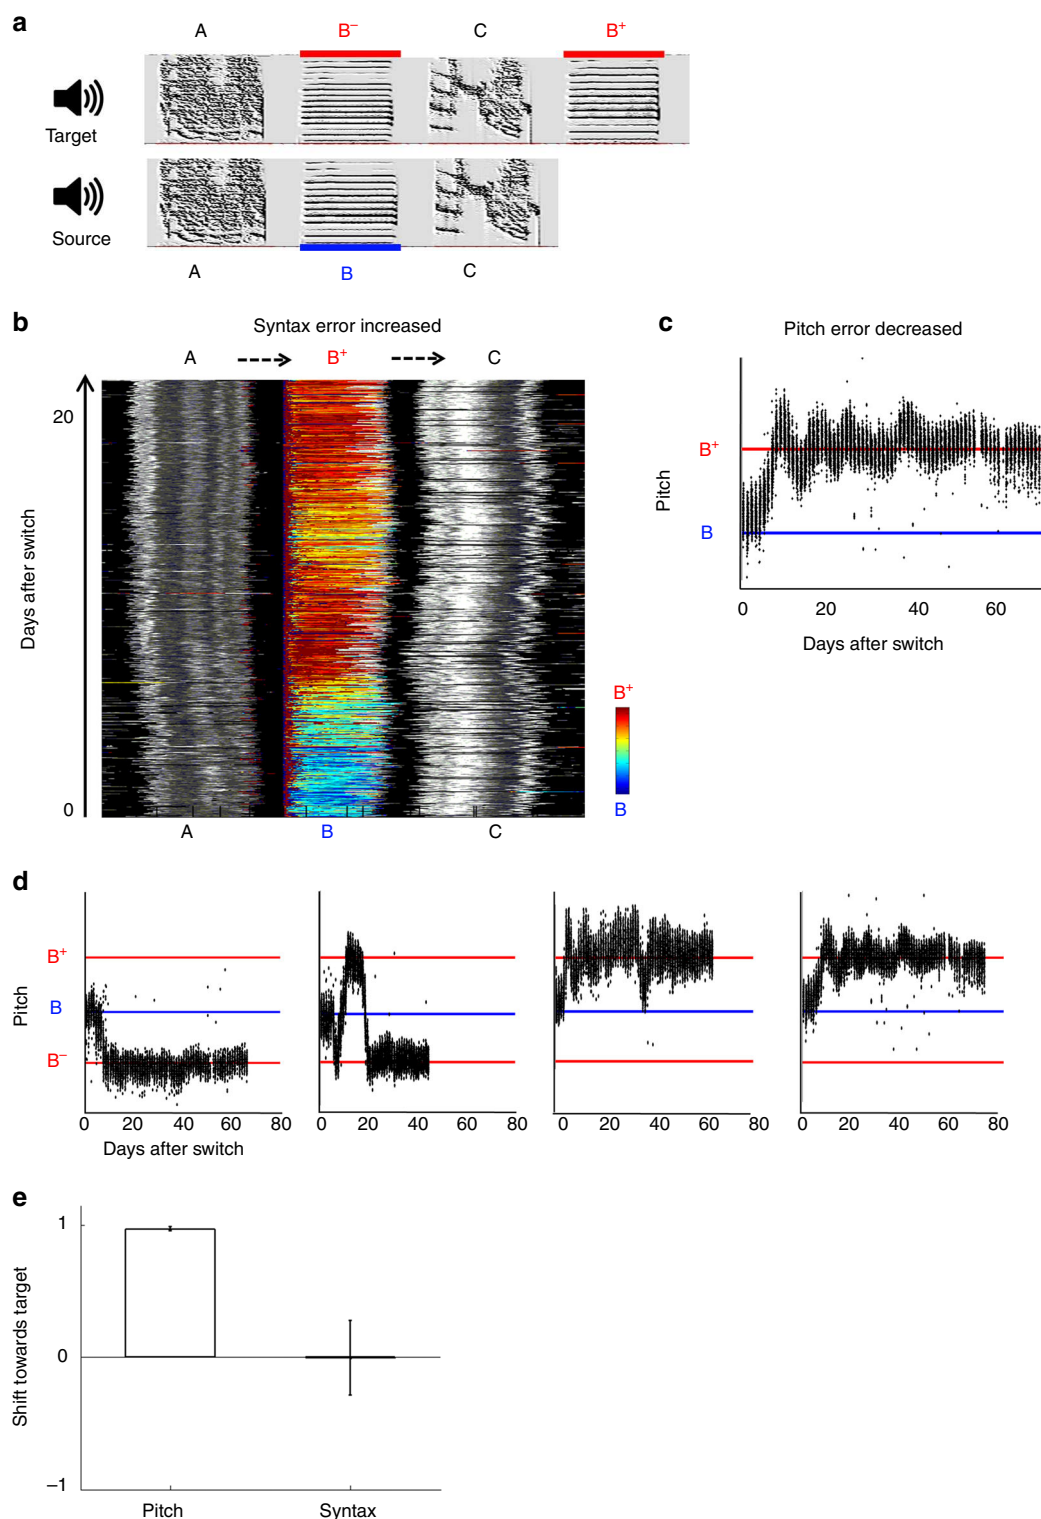 a
A B⁻ C B⁺
Target
Source
A B C
b
Syntax error increased
A B⁺ C
20
Days after switch
0
A B C
B⁺
B
c
Pitch error decreased
B⁺
Pitch
B
0 20 40 60
Days after switch
d
B⁺
Pitch
B
B⁻
0 20 40 60 80
0 20 40 60 80
0 20 40 60 80
0 20 40 60 80
Days after switch
e
1
Shift towards target
0
−1
Pitch Syntax